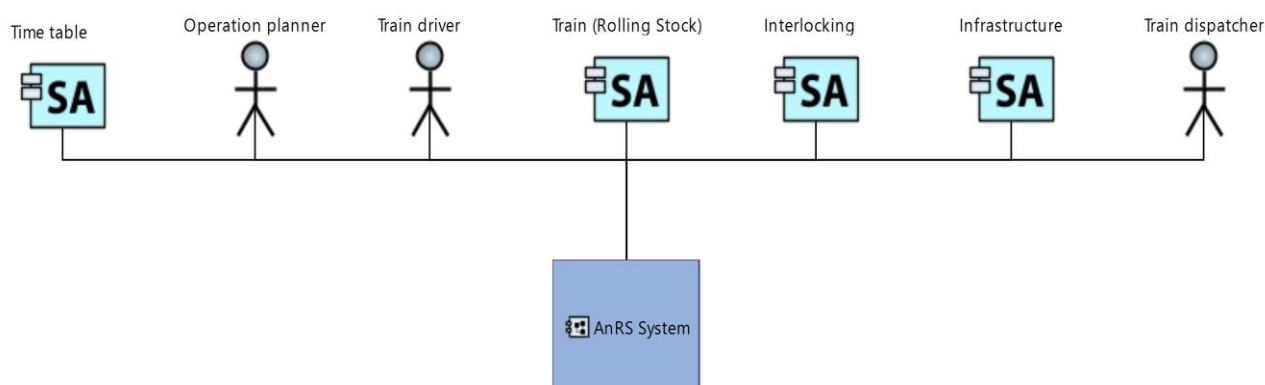 Time table
Operation planner
Train driver
Train (Rolling Stock)
Interlocking
Infrastructure
Train dispatcher
SA
SA
SA
SA
AnRS System